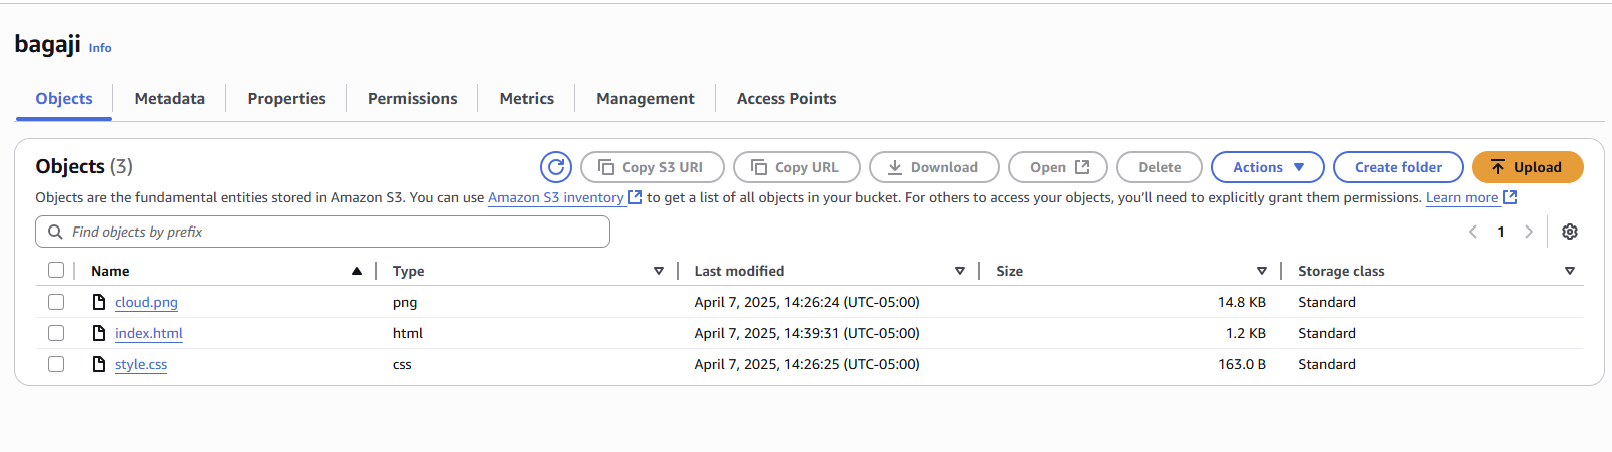 bagaji Info
Objects Metadata Properties Permissions Metrics Management Access Points
Objects (3) Copy S3 URI Copy URL Download Open Delete Actions Create folder Upload
Objects are the fundamental entities stored in Amazon S3. You can use Amazon S3 inventory to get a list of all objects in your bucket. For others to access your objects, you'll need to explicitly grant them permissions. Learn more
Find objects by prefix 1
Name Type Last modified Size Storage class
cloud.png png April 7, 2025, 14:26:24 (UTC-05:00) 14.8 KB Standard
index.html html April 7, 2025, 14:39:31 (UTC-05:00) 1.2 KB Standard
style.css css April 7, 2025, 14:26:25 (UTC-05:00) 163.0 B Standard